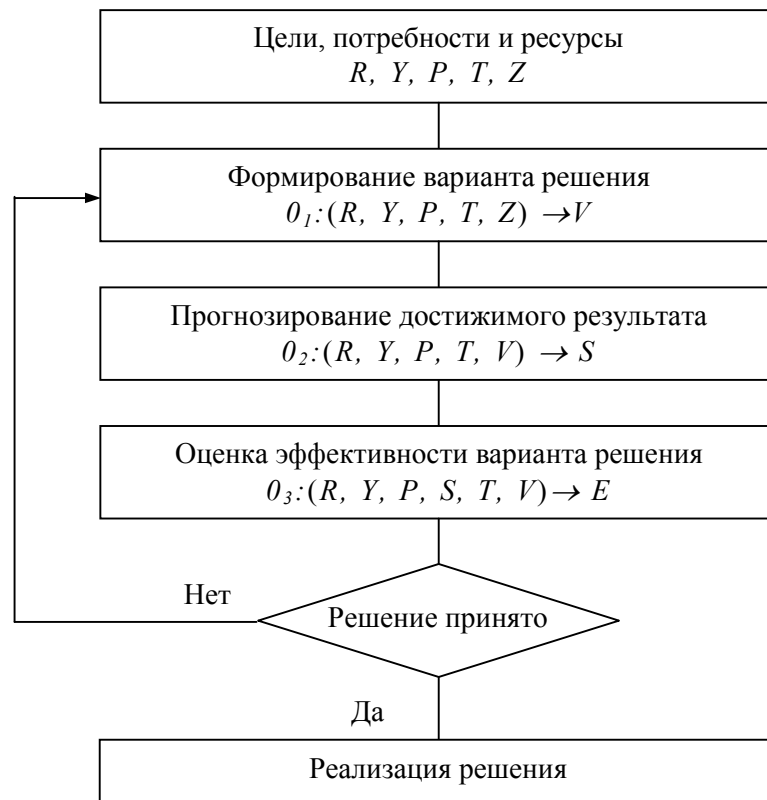 Цели, потребности и ресурсы
R, Y, P, T, Z
Формирование варианта решения
0₁:(R, Y, P, T, Z) →V
Прогнозирование достижимого результата
0₂:(R, Y, P, T, V) → S
Оценка эффективности варианта решения
0₃:(R, Y, P, S, T, V)→ E
Нет
Решение принято
Да
Реализация решения